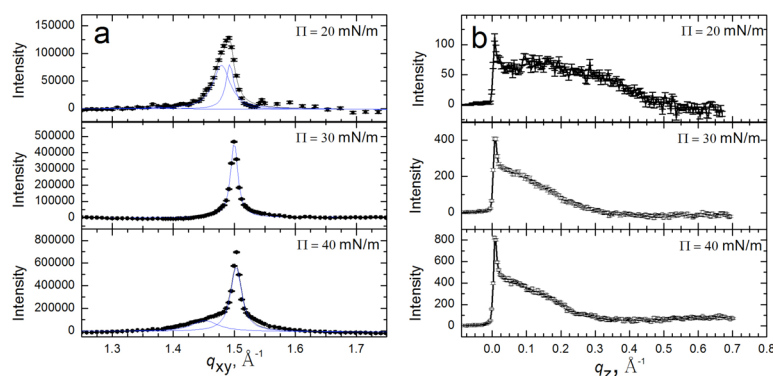 a
Π = 20 mN/m
Intensity
150000
100000
50000
0
Π = 30 mN/m
Intensity
500000
400000
300000
200000
100000
0
Π = 40 mN/m
Intensity
800000
600000
400000
200000
0
1.3 1.4 1.5 1.6 1.7
qxy, Å-1
b
Π = 20 mN/m
Intensity
100
50
0
Π = 30 mN/m
Intensity
400
200
0
Π = 40 mN/m
Intensity
800
600
400
200
0
0.0 0.1 0.2 0.3 0.4 0.5 0.6 0.7 0.8
qz, Å-1